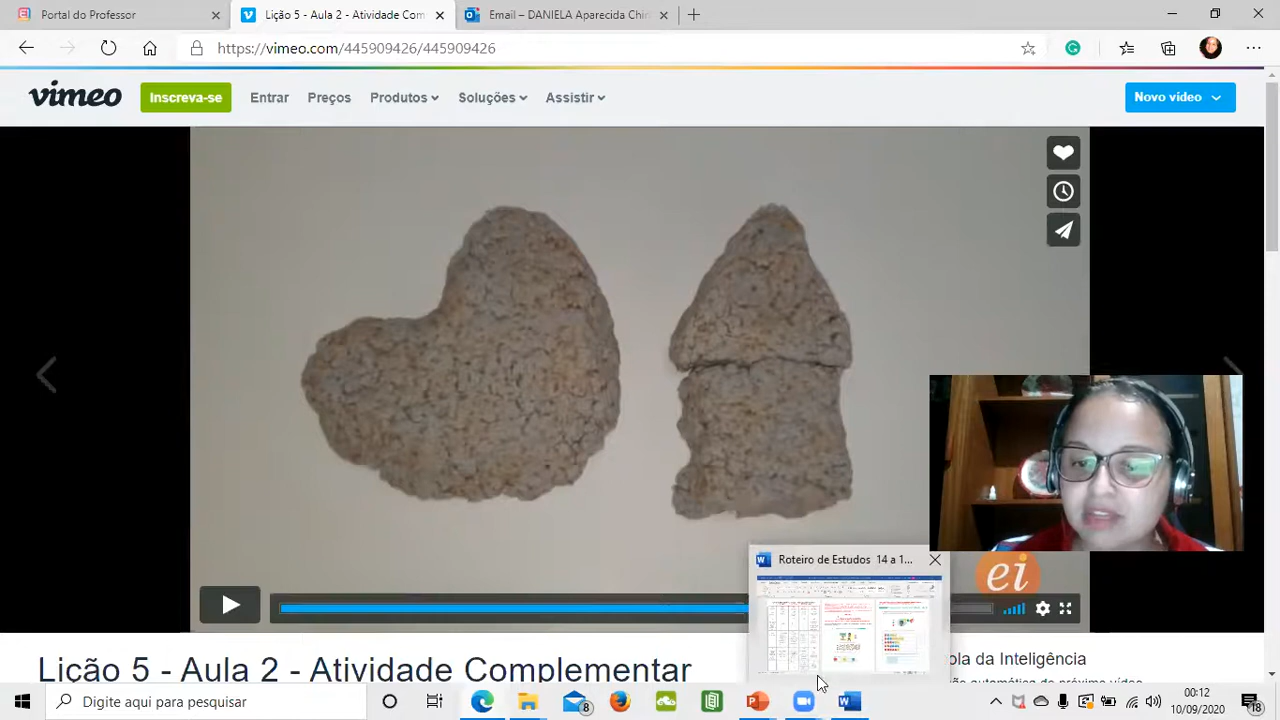 Portal do Professor
Lição 5 - Aula 2 - Atividade Com
Email – DANIELA Aparecida Chi
https://vimeo.com/445909426/445909426
vimeo
Inscreva-se
Entrar
Preços
Produtos
Soluções
Assistir
Novo vídeo
Roteiro de Estudos 14 a 1...
ei
Lição 5 - Aula 2 - Atividade Complementar
ola da Inteligência
Digite aqui para pesquisar
8
00:12
10/09/2020
18